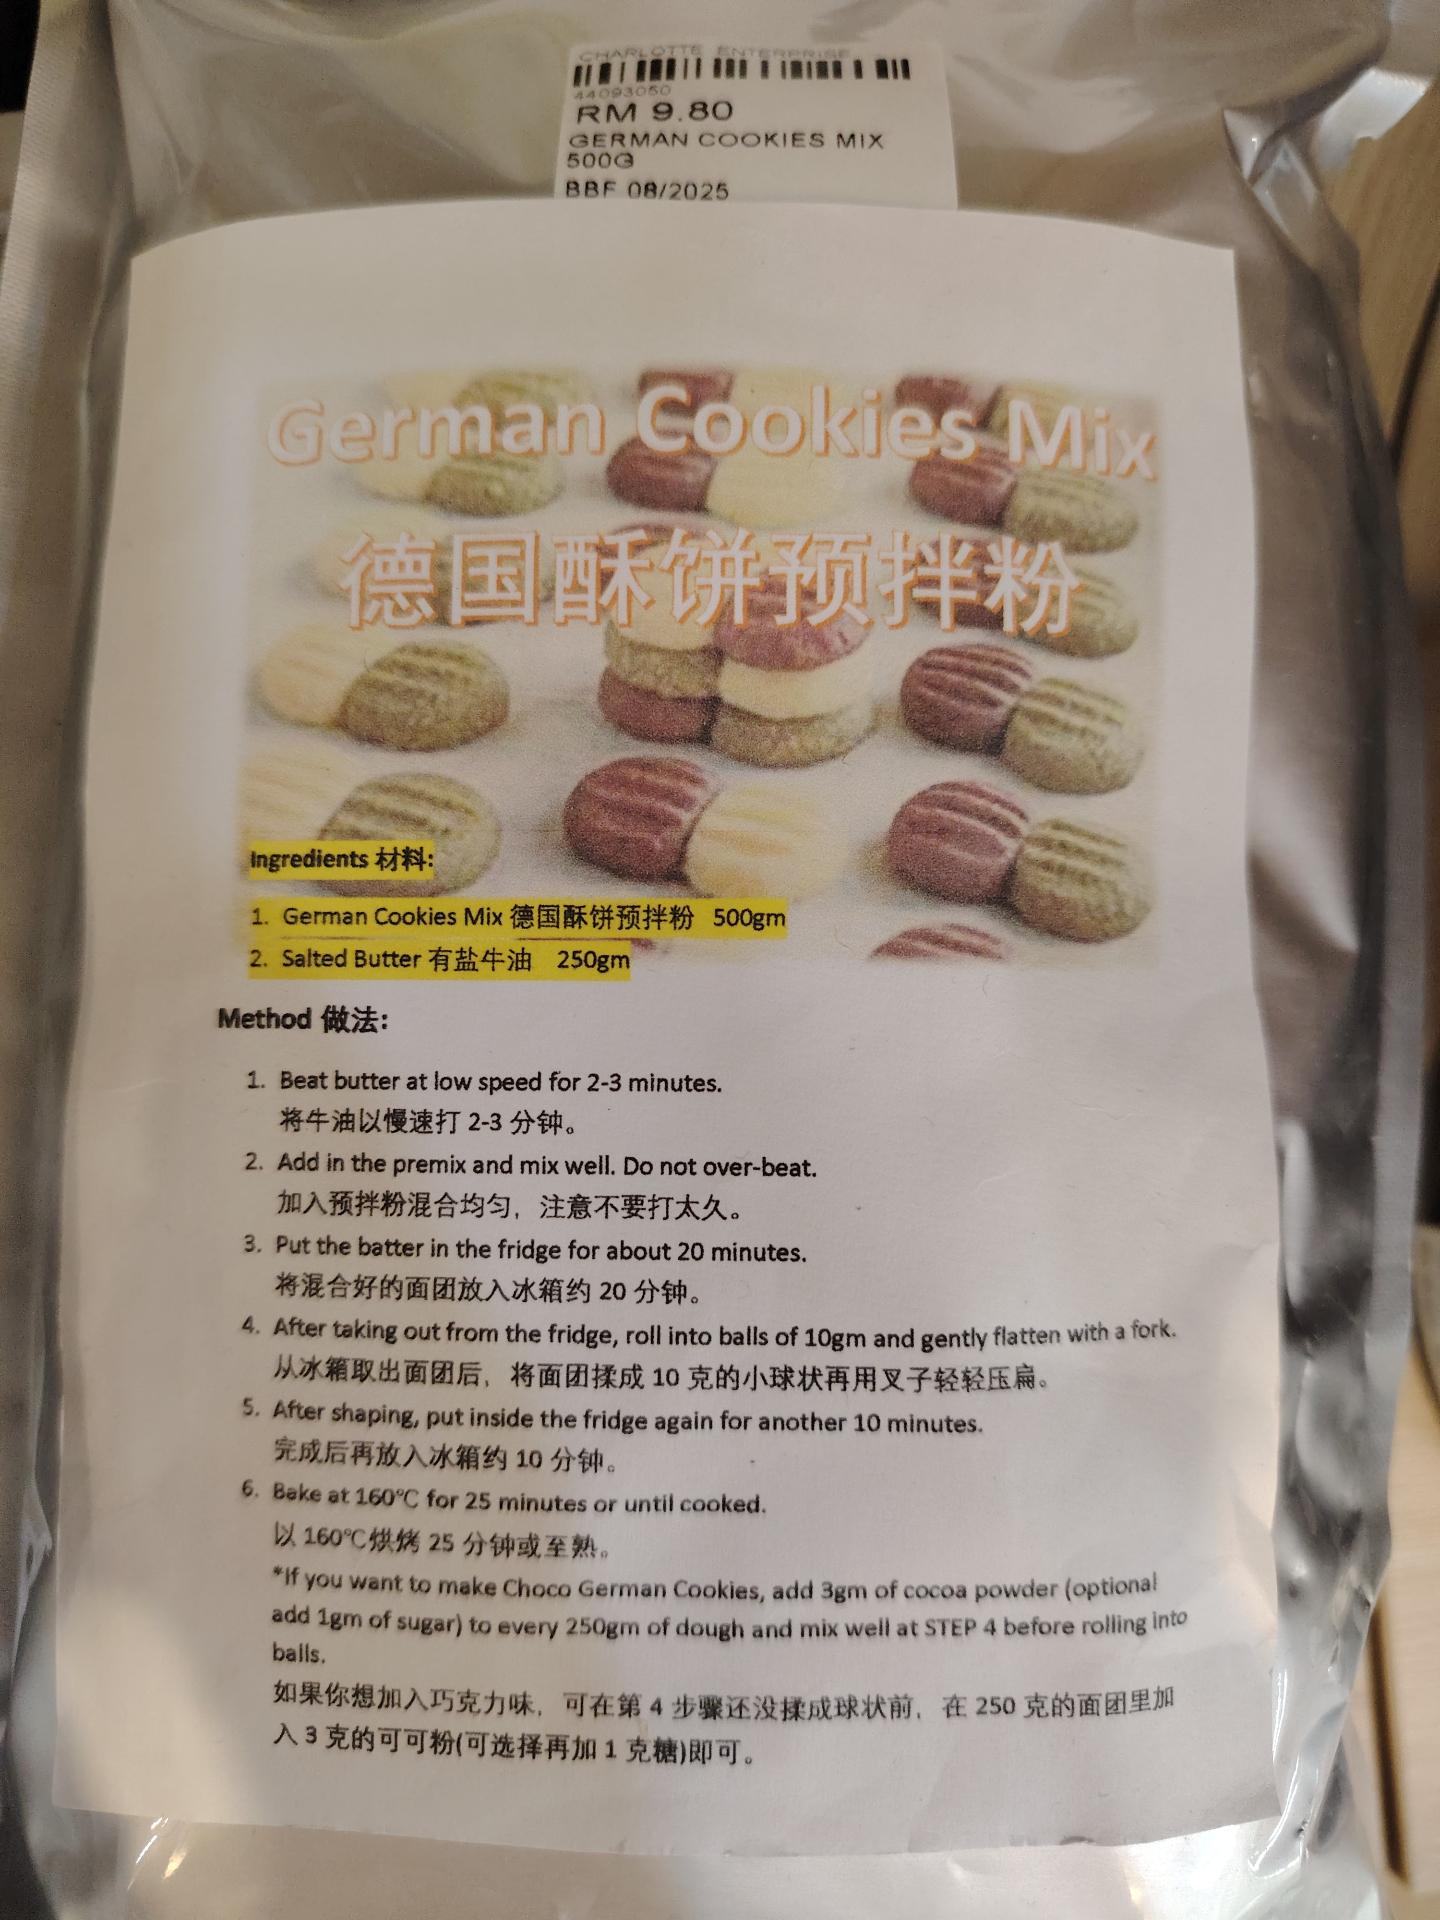 CHARLOTTE ENTERPRISE
44093050
RM 9.80
GERMAN COOKIES MIX
500G
BBF 08/2025
German Cookies Mix
德国酥饼预拌粉
Ingredients 材料:
1. German Cookies Mix 德国酥饼预拌粉 500gm
2. Salted Butter 有盐牛油 250gm
Method 做法:
1. Beat butter at low speed for 2-3 minutes.
将牛油以慢速打 2-3 分钟。
2. Add in the premix and mix well. Do not over-beat.
加入预拌粉混合均匀，注意不要打太久。
3. Put the batter in the fridge for about 20 minutes.
将混合好的面团放入冰箱约 20 分钟。
4. After taking out from the fridge, roll into balls of 10gm and gently flatten with a fork.
从冰箱取出面团后，将面团揉成 10 克的小球状再用叉子轻轻压扁。
5. After shaping, put inside the fridge again for another 10 minutes.
完成后再放入冰箱约 10 分钟。
6. Bake at 160℃ for 25 minutes or until cooked.
以 160℃烘烤 25 分钟或至熟。
*If you want to make Choco German Cookies, add 3gm of cocoa powder (optional
add 1gm of sugar) to every 250gm of dough and mix well at STEP 4 before rolling into
balls.
如果你想加入巧克力味，可在第 4 步骤还没揉成球状前，在 250 克的面团里加
入 3 克的可可粉(可选择再加 1 克糖)即可。